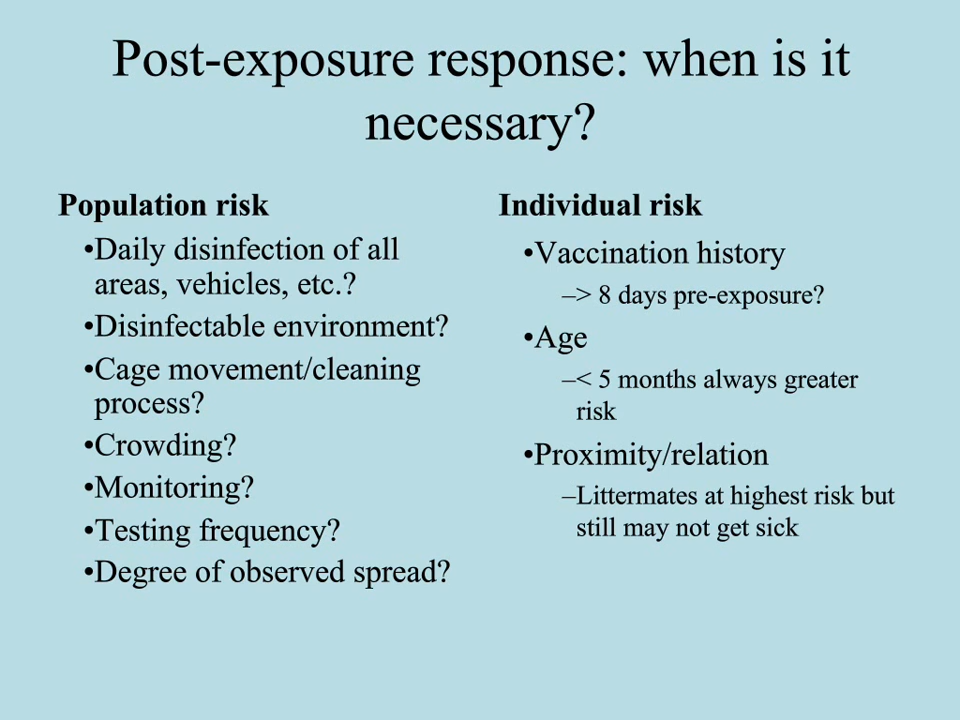 Post-exposure response: when is it
necessary?
Population risk
•Daily disinfection of all
areas, vehicles, etc.?
•Disinfectable environment?
•Cage movement/cleaning
process?
•Crowding?
•Monitoring?
•Testing frequency?
•Degree of observed spread?
Individual risk
•Vaccination history
–> 8 days pre-exposure?
•Age
–< 5 months always greater
risk
•Proximity/relation
–Littermates at highest risk but
still may not get sick